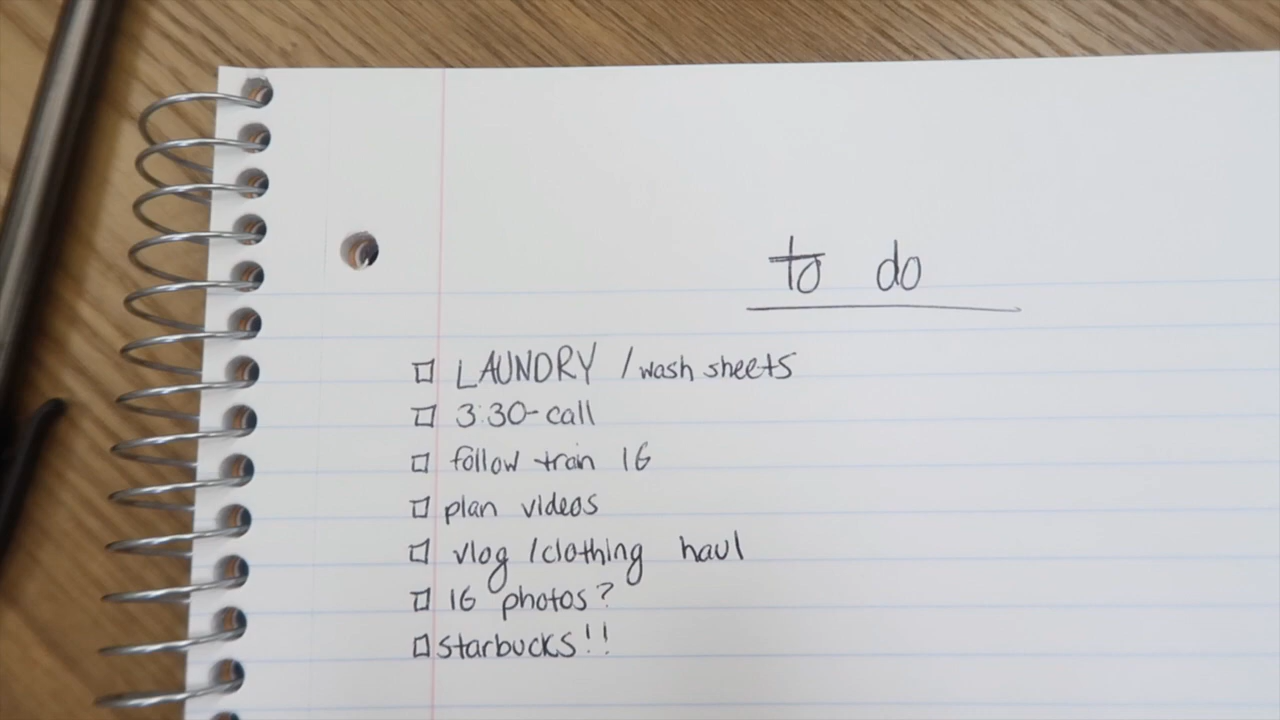 to do
LAUNDRY / wash sheets
3:30-call
follow train IG
plan videos
vlog / clothing haul
IG photos?
starbucks!!